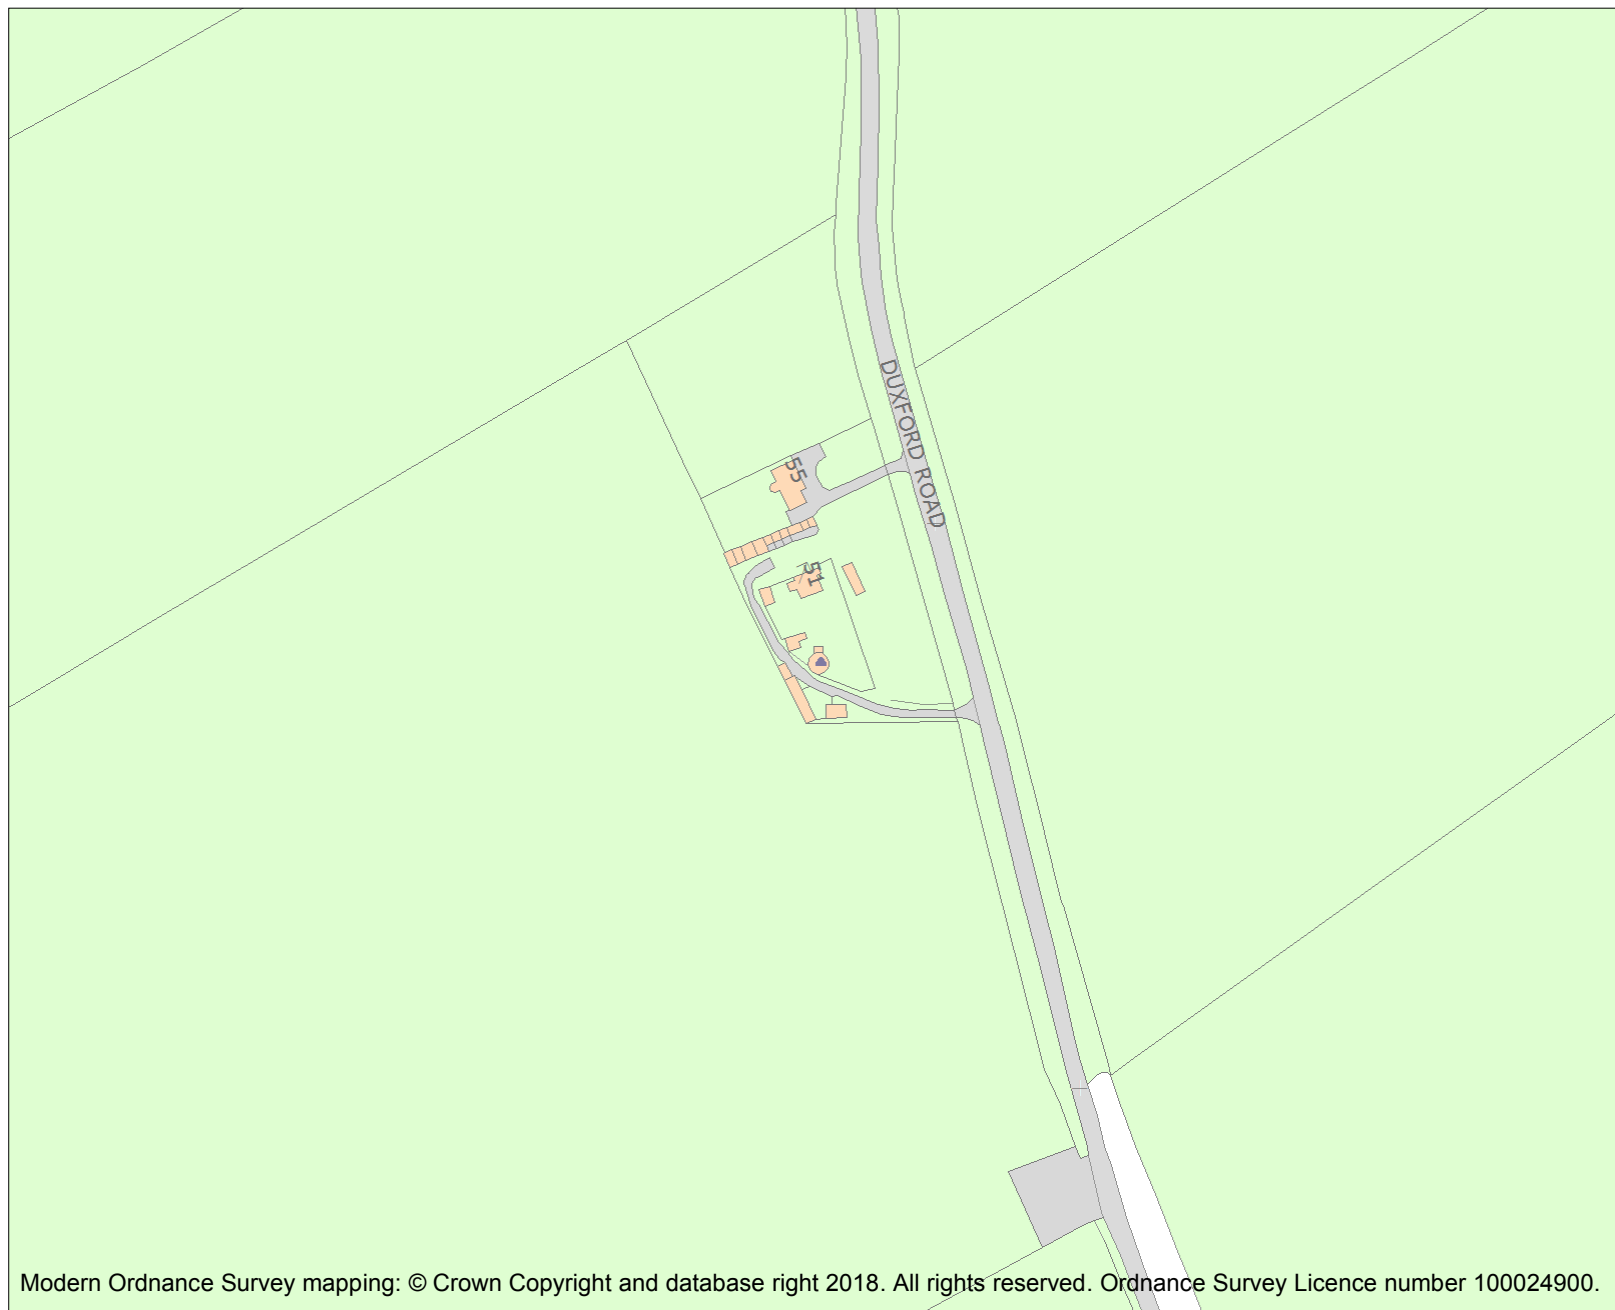 DUXFORD ROAD
55
51
Modern Ordnance Survey mapping: © Crown Copyright and database right 2018. All rights reserved. Ordnance Survey Licence number 100024900.